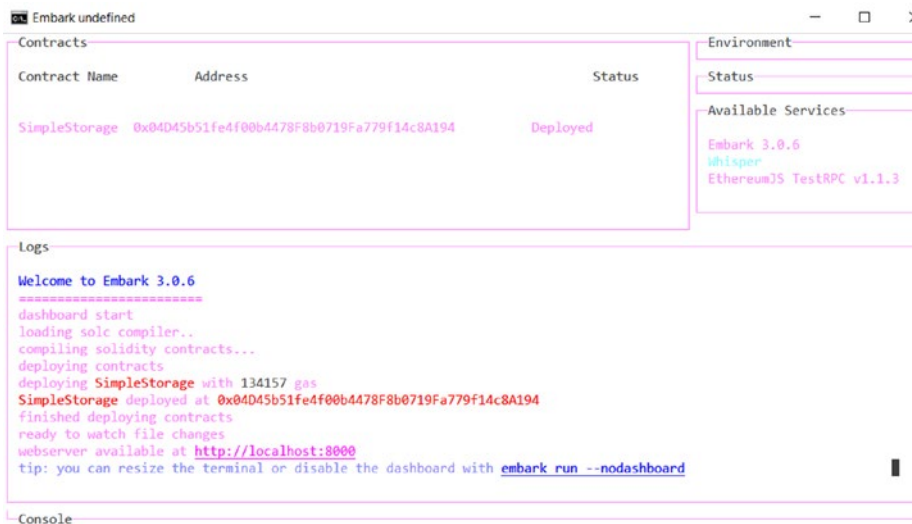 Embark undefined
Contracts
Contract Name Address Status
SimpleStorage 0x04D45b51fe4f00b4478F8b0719Fa779f14c8A194 Deployed
Environment
Status
Available Services
Embark 3.0.6
Whisper
EthereumJS TestRPC v1.1.3
Logs
Welcome to Embark 3.0.6
========================
dashboard start
loading solc compiler..
compiling solidity contracts...
deploying contracts
deploying SimpleStorage with 134157 gas
SimpleStorage deployed at 0x04D45b51fe4f00b4478F8b0719Fa779f14c8A194
finished deploying contracts
ready to watch file changes
webserver available at http://localhost:8000
tip: you can resize the terminal or disable the dashboard with embark run --nodashboard
Console